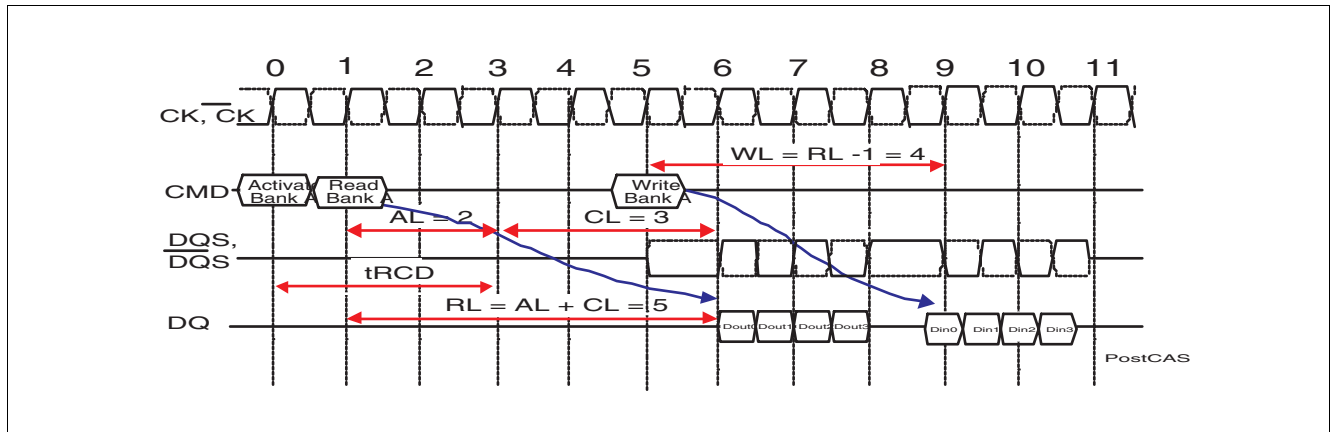 0 1 2 3 4 5 6 7 8 9 10 11
CK, CK
WL = RL -1 = 4
CMD
Activat Read Write
Bank A Bank A Bank A
AL = 2 CL = 3
DQS,
DQS
tRCD
RL = AL + CL = 5
DQ
Dout0 Dout1 Dout2 Dout3 Din0 Din1 Din2 Din3
PostCAS